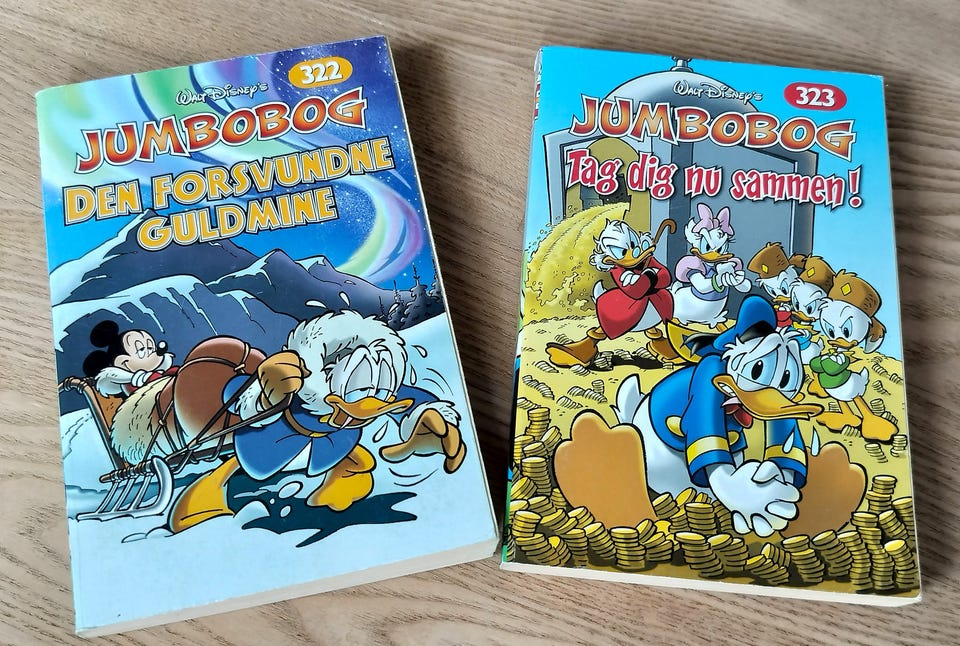 322
WALT DISNEY'S
JUMBOBOG
DEN FORSVUNDNE
GULDMINE
323
WALT DISNEY'S
JUMBOBOG
Tag dig nu sammen!